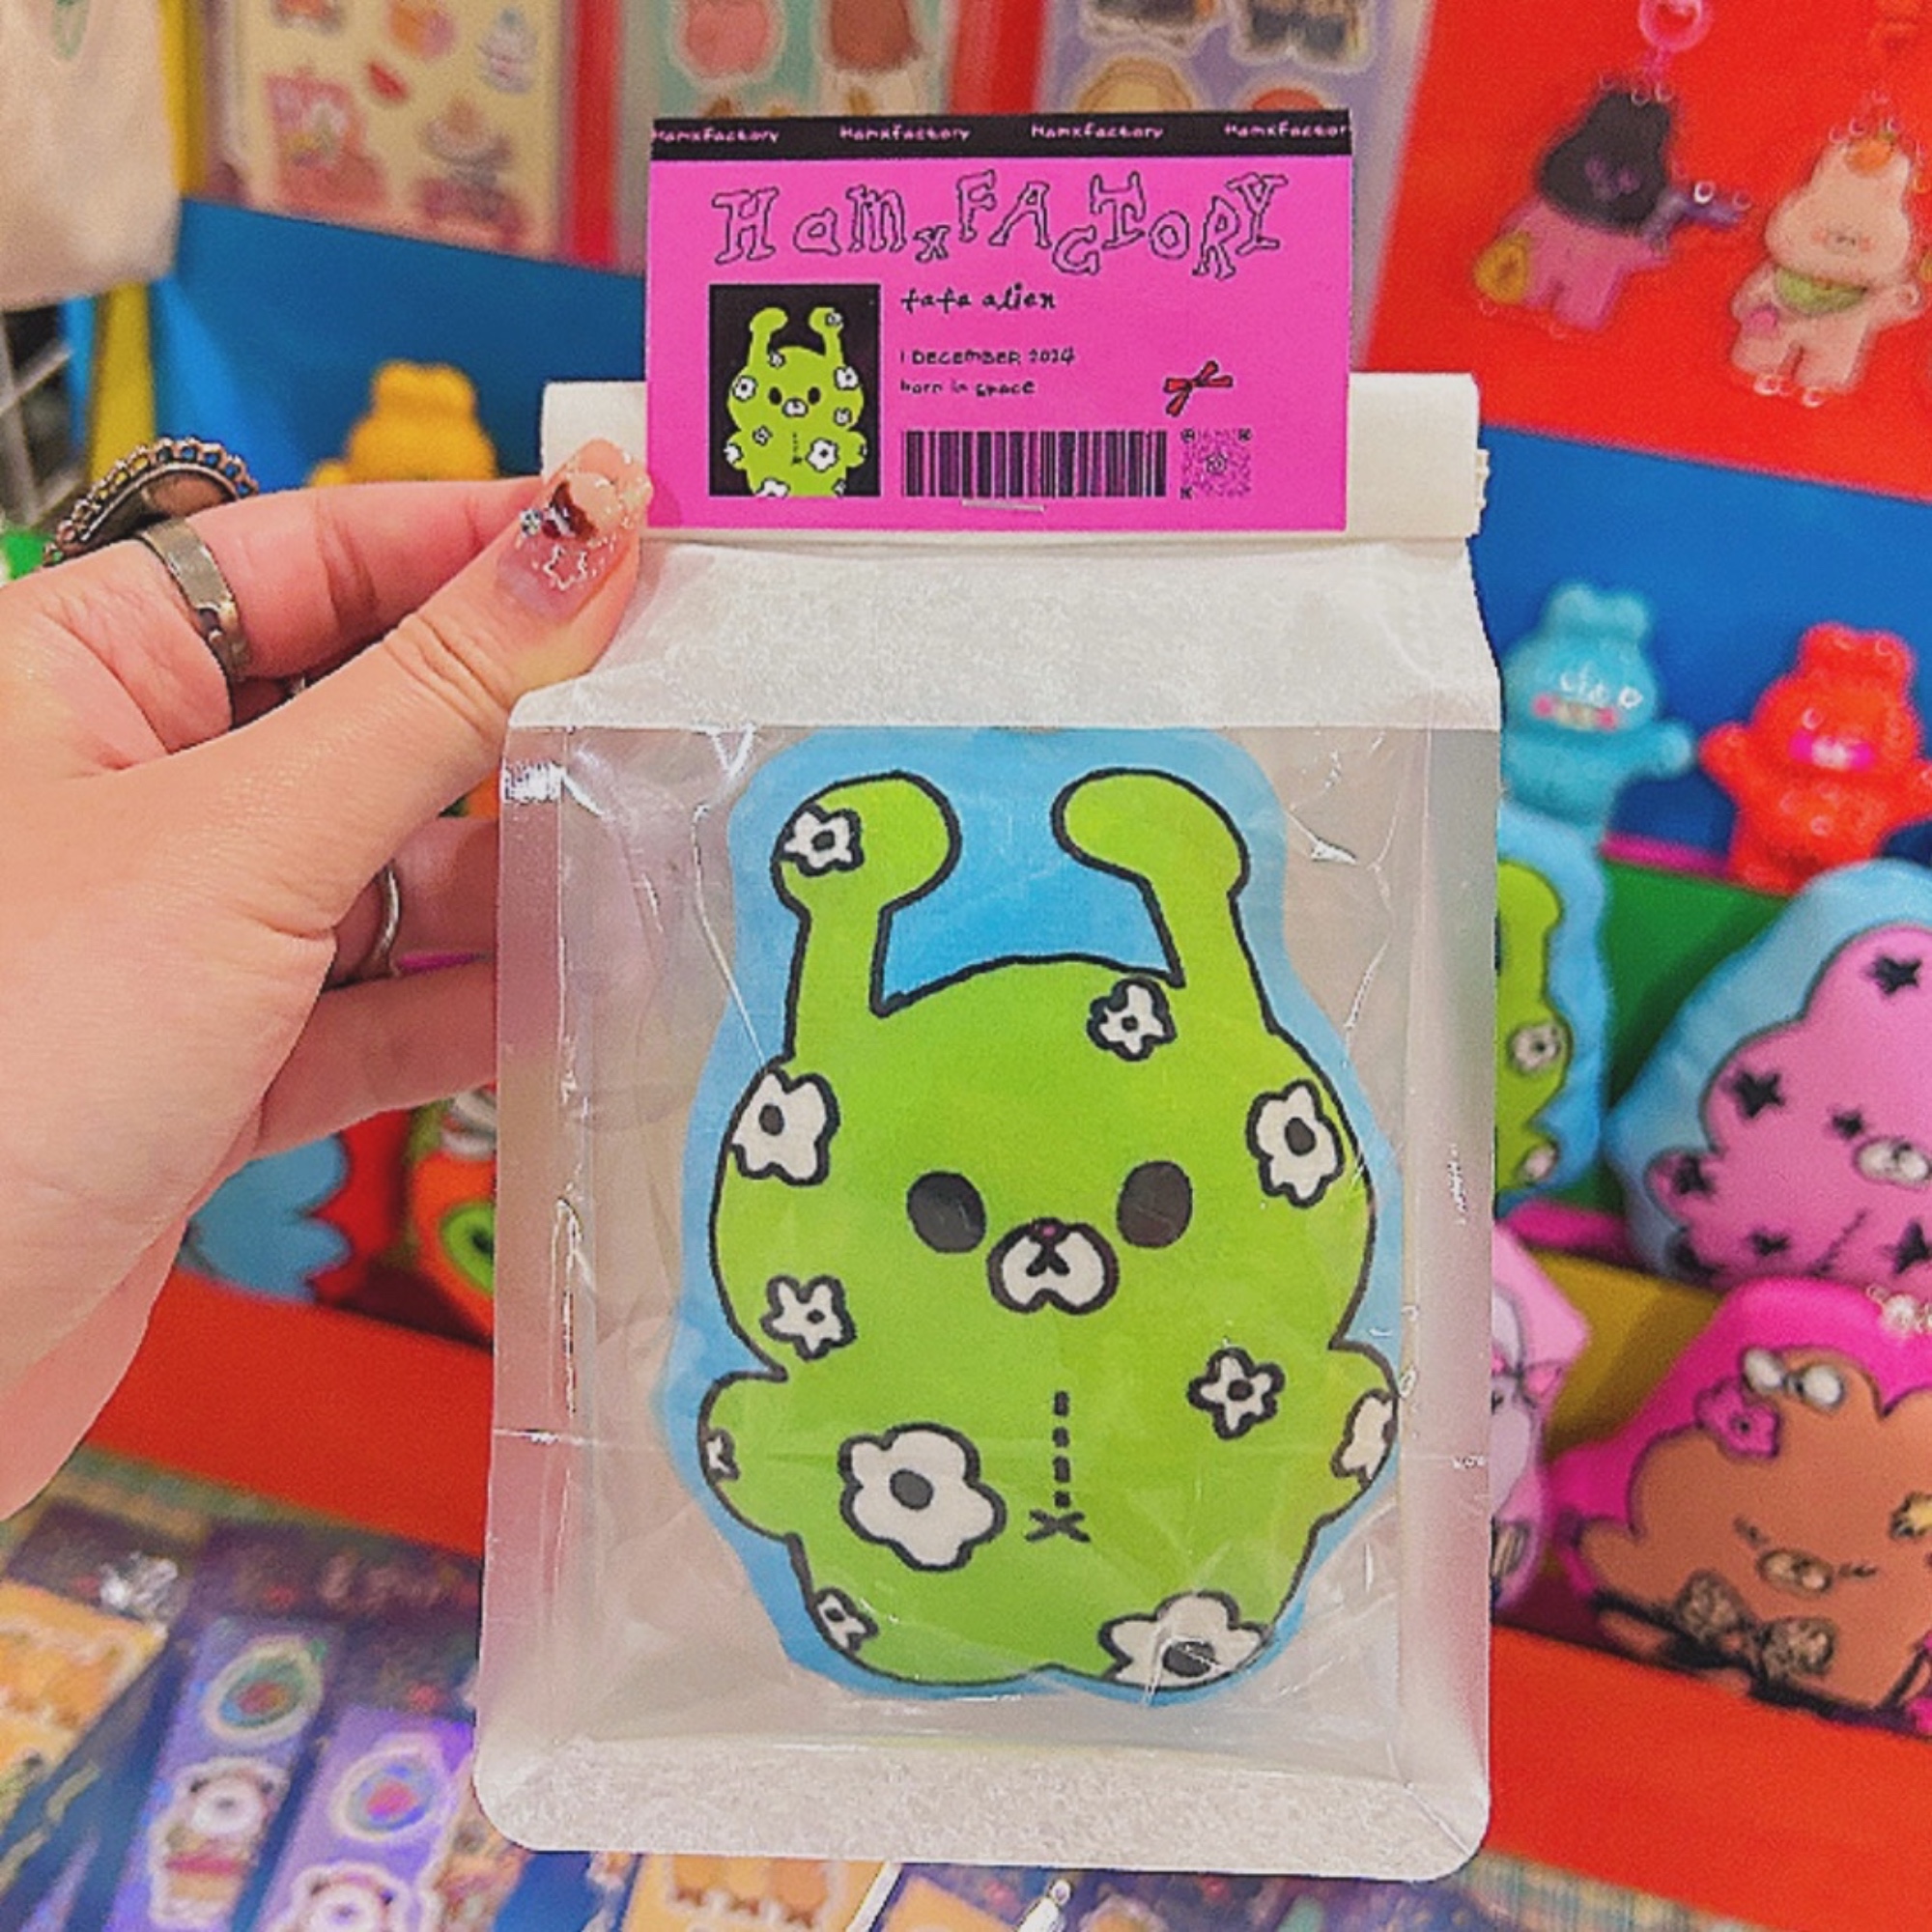 HamxFactory HamxFactory HamxFactory HamxFactory
HamxFACTORY
fafa alien
1 DECEMBER 2024
born in space